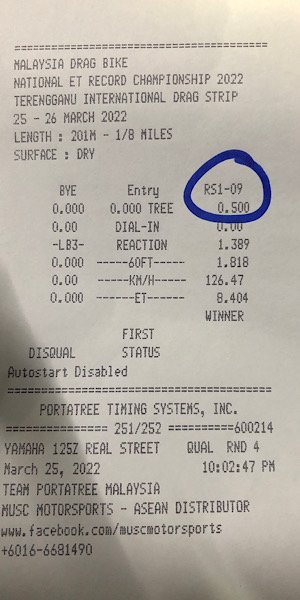 ========================================
MALAYSIA DRAG BIKE
NATIONAL ET RECORD CHAMPIONSHIP 2022
TERENGGANU INTERNATIONAL DRAG STRIP
25 - 26 MARCH 2022
LENGTH : 201M - 1/8 MILES
SURFACE : DRY
BYE Entry RS1-09
0.000 0.000 TREE 0.500
0.00 DIAL-IN 0.00
-LB3- REACTION 1.389
0.000 ------60FT----- 1.818
0.00 ------KM/H----- 126.47
0.000 ------ET----- 8.404
WINNER
FIRST
DISQUAL STATUS
Autostart Disabled
========================================
PORTATREE TIMING SYSTEMS, INC.
================ 251/252 ==========600214
YAMAHA 125Z REAL STREET QUAL RND 4
March 25, 2022 10:02:47 PM
TEAM PORTATREE MALAYSIA
MUSC MOTORSPORTS - ASEAN DISTRIBUTOR
www.facebook.com/muscmotorsports
+6016-6681490